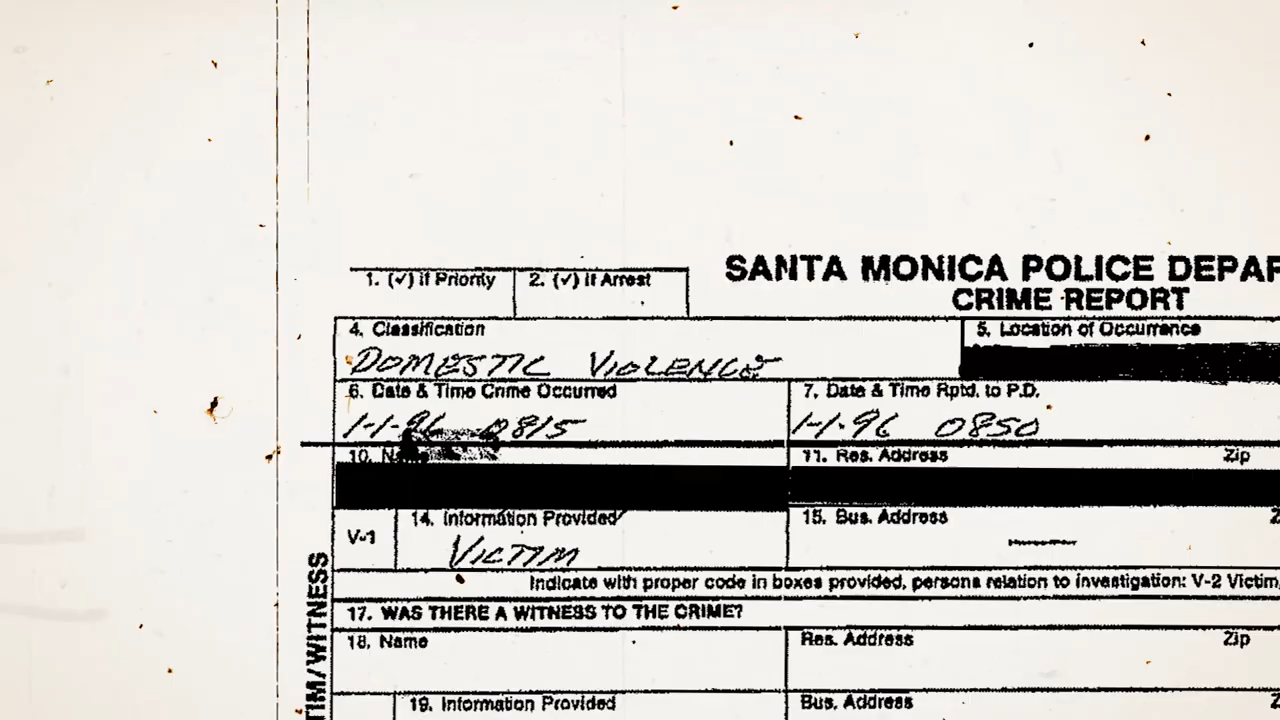 SANTA MONICA POLICE DEPAR
CRIME REPORT
1. (✓) if Priority 2. (✓) if Arrest
4. Classification 5. Location of Occurrence
DOMESTIC VIOLENCE
6. Date & Time Crime Occurred 7. Date & Time Rptd. to P.D.
1-1-96 0815 1-1-96 0850
10. Name 11. Res. Address Zip
V-1 14. Information Provided 15. Bus. Address Z
VICTIM
Indicate with proper code in boxes provided, persons relation to investigation: V-2 Victim,
17. WAS THERE A WITNESS TO THE CRIME?
18. Name Res. Address Zip
19. Information Provided Bus. Address Z
TIM/WITNESS